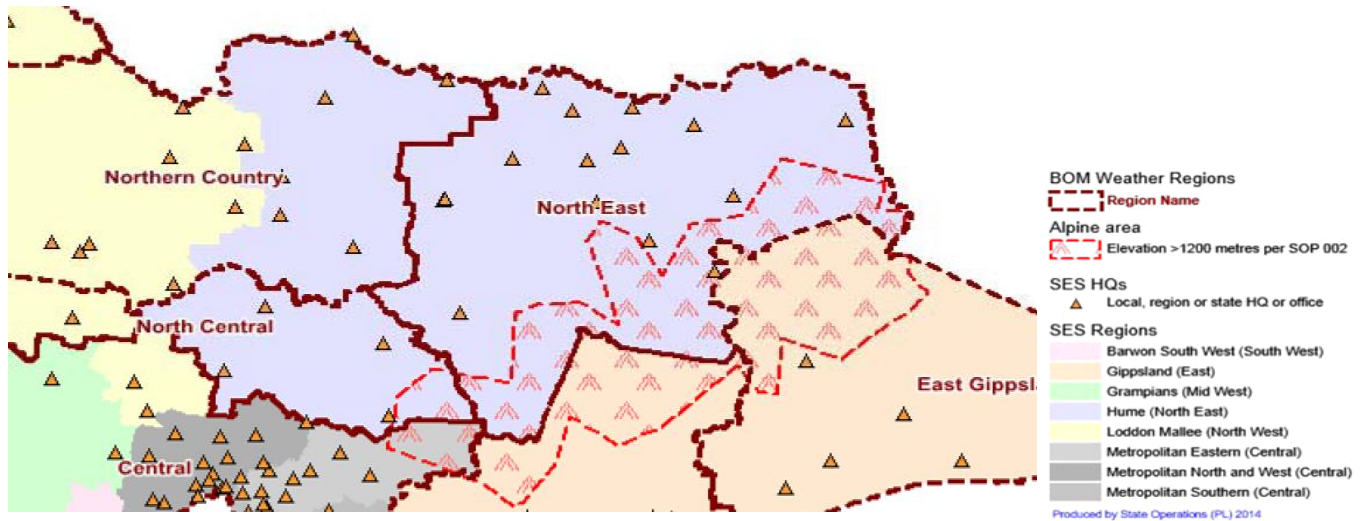 Northern Country
North East
North Central
East Gippsl
Central
BOM Weather Regions
Region Name
Alpine area
Elevation >1200 metres per SOP 002
SES HQs
Local, region or state HQ or office
SES Regions
Barwon South West (South West)
Gippsland (East)
Grampians (Mid West)
Hume (North East)
Loddon Mallee (North West)
Metropolitan Eastern (Central)
Metropolitan North and West (Central)
Metropolitan Southern (Central)
Produced by State Operations (PL) 2014